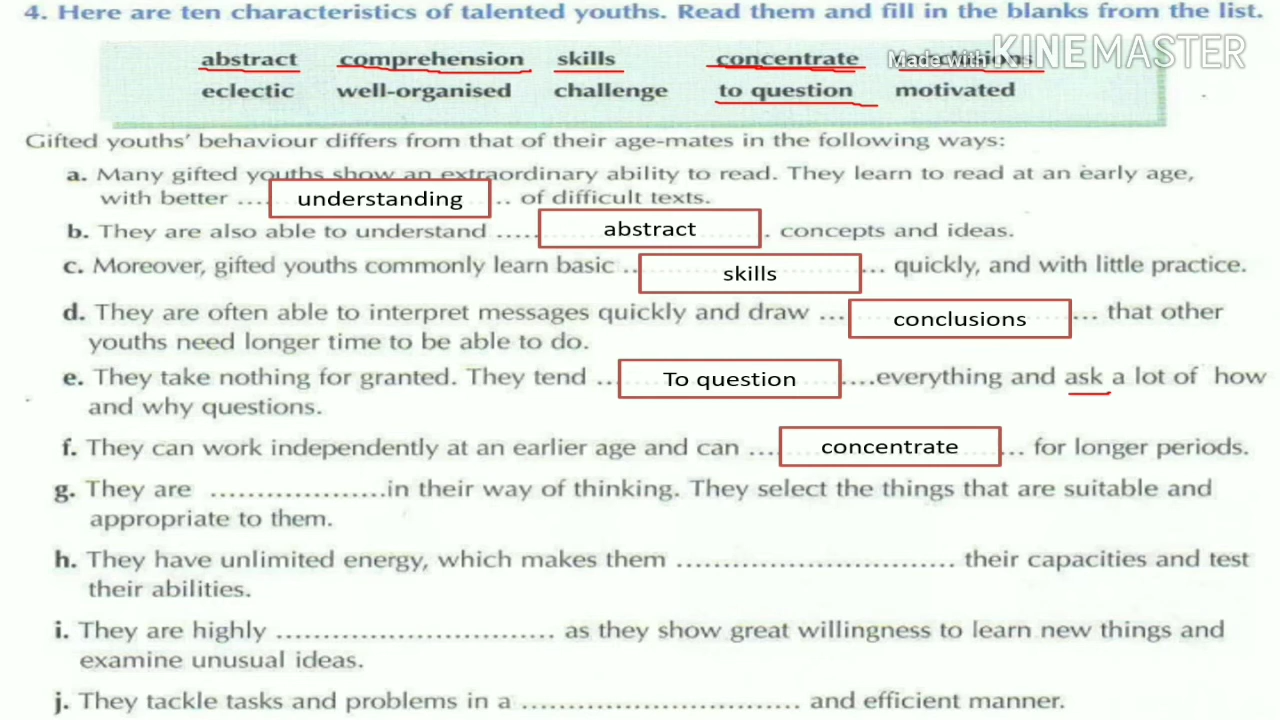 4. Here are ten characteristics of talented youths. Read them and fill in the blanks from the list.
abstract comprehension skills concentrate
Made with KINEMASTER
eclectic well-organised challenge to question motivated
Gifted youths' behaviour differs from that of their age-mates in the following ways:
a. Many gifted youths show an extraordinary ability to read. They learn to read at an early age,
with better .... understanding .. of difficult texts.
b. They are also able to understand ..... abstract . concepts and ideas.
c. Moreover, gifted youths commonly learn basic .. skills ... quickly, and with little practice.
d. They are often able to interpret messages quickly and draw ... conclusions ... that other
youths need longer time to be able to do.
e. They take nothing for granted. They tend ... To question ....everything and ask a lot of how
and why questions.
f. They can work independently at an earlier age and can .... concentrate ... for longer periods.
g. They are ...................in their way of thinking. They select the things that are suitable and
appropriate to them.
h. They have unlimited energy, which makes them .............................. their capacities and test
their abilities.
i. They are highly .............................. as they show great willingness to learn new things and
examine unusual ideas.
j. They tackle tasks and problems in a .............................. and efficient manner.